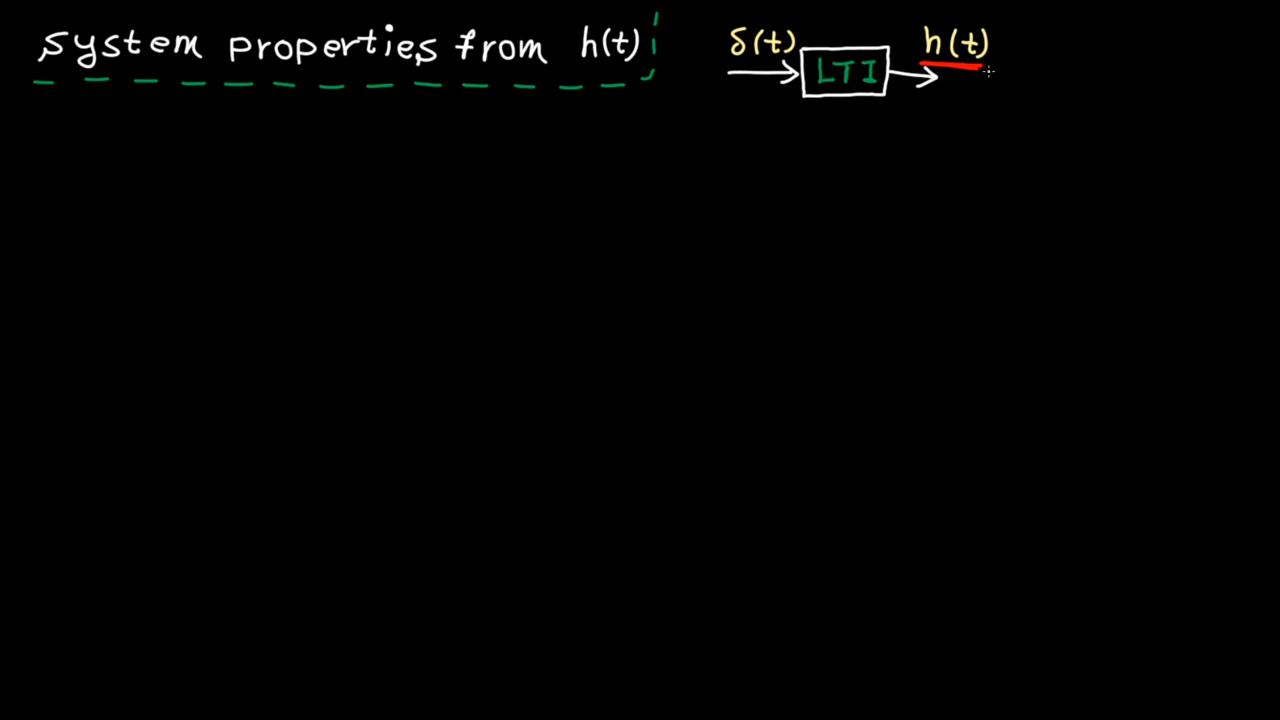 system properties from h(t)
δ(t) LTI h(t)